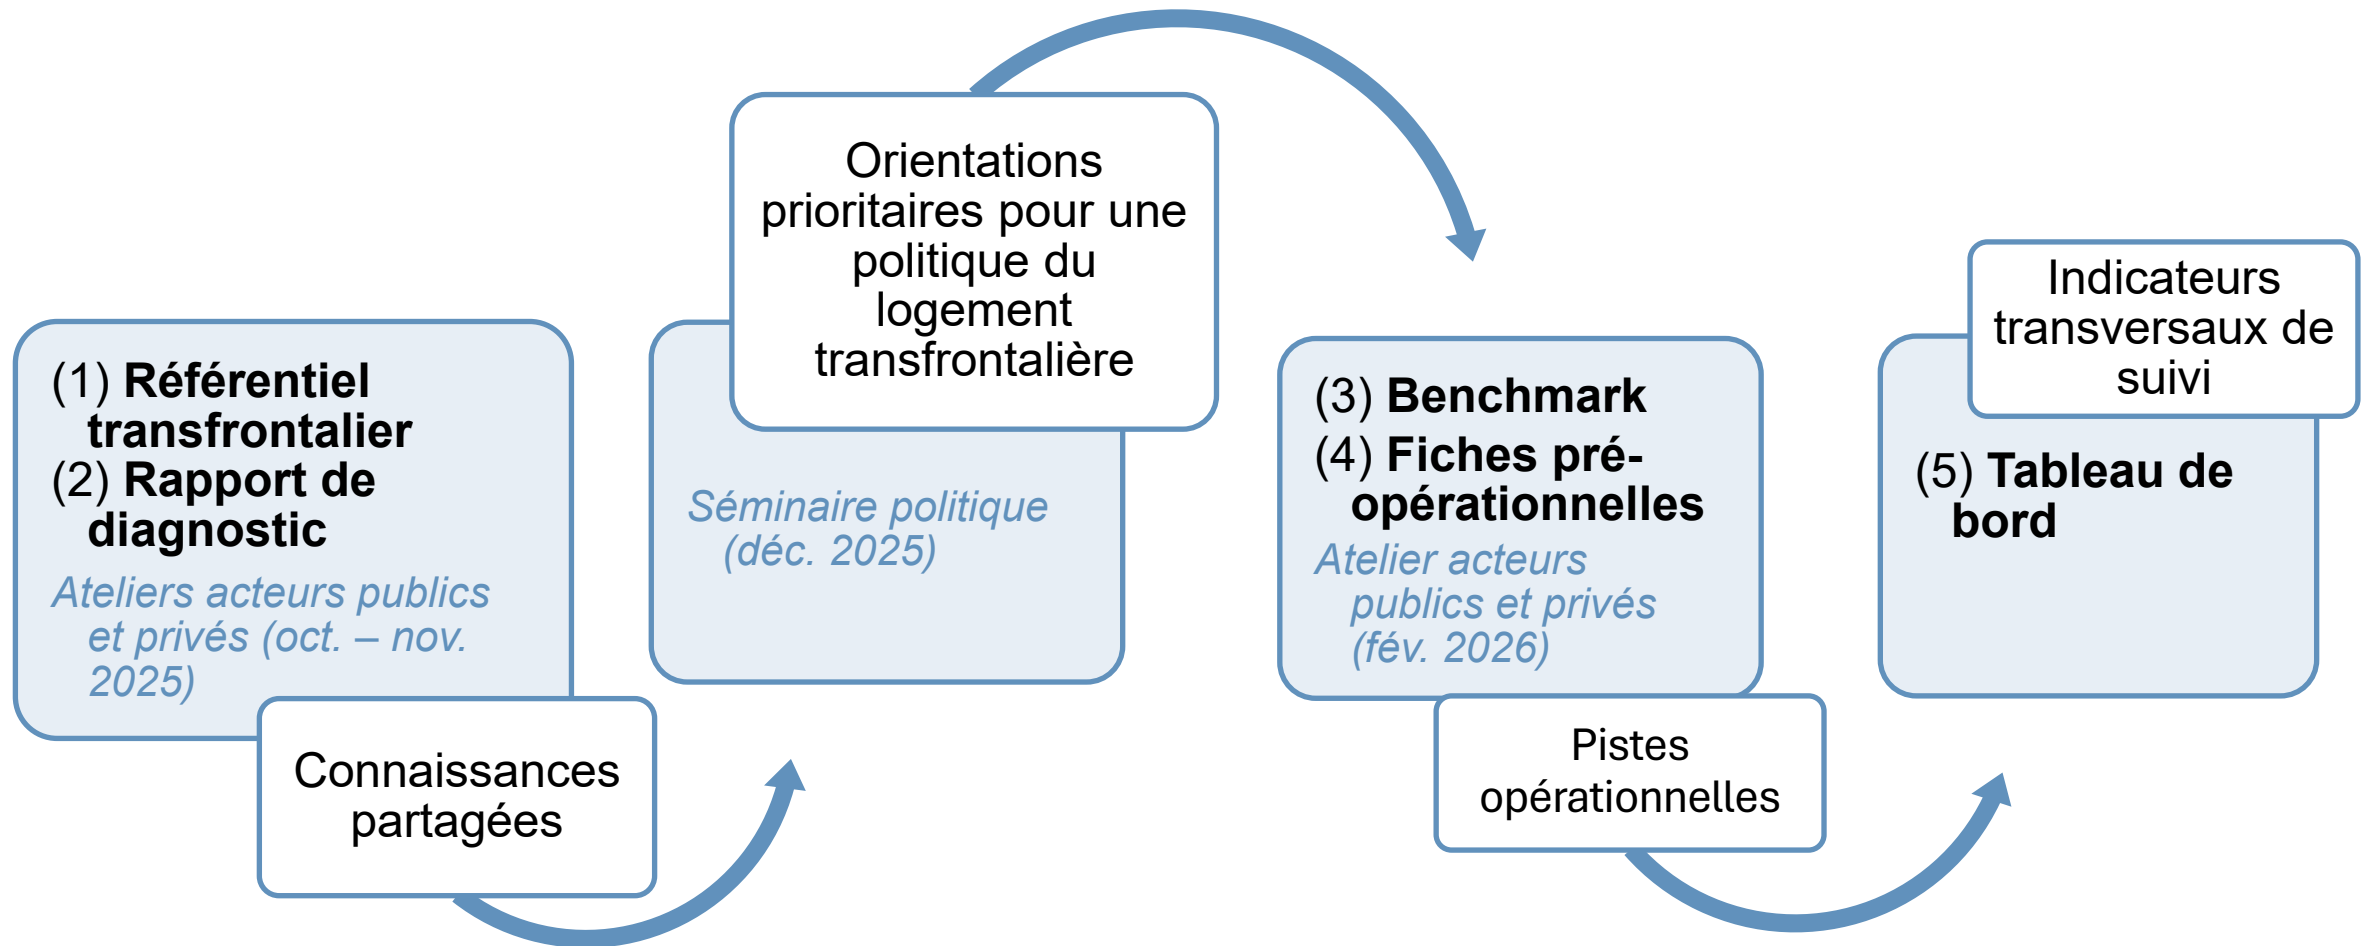 (1) Référentiel
transfrontalier
(2) Rapport de
diagnostic
Ateliers acteurs publics
et privés (oct. – nov.
2025)
Connaissances
partagées
Orientations
prioritaires pour une
politique du
logement
transfrontalière
Séminaire politique
(déc. 2025)
(3) Benchmark
(4) Fiches pré-
opérationnelles
Atelier acteurs
publics et privés
(fév. 2026)
Pistes
opérationnelles
Indicateurs
transversaux de
suivi
(5) Tableau de
bord